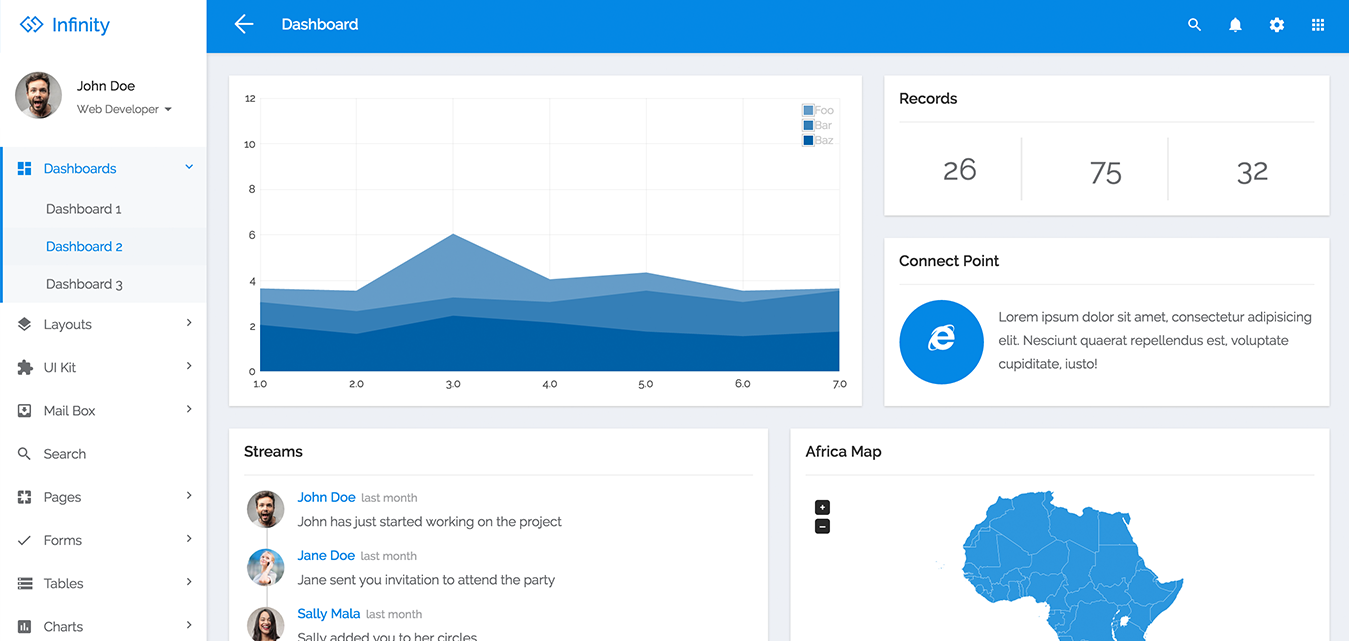 Infinity
Dashboard
John Doe
Web Developer
Dashboards
Dashboard 1
Dashboard 2
Dashboard 3
Layouts
UI Kit
Mail Box
Search
Pages
Forms
Tables
Charts
12
10
8
6
4
2
0
1.0 2.0 3.0 4.0 5.0 6.0 7.0
Foo
Bar
Baz
Records
26 75 32
Connect Point
Lorem ipsum dolor sit amet, consectetur adipisicing
elit. Nesciunt quaerat repellendus est, voluptate
cupiditate, iusto!
Streams
John Doe last month
John has just started working on the project
Jane Doe last month
Jane sent you invitation to attend the party
Sally Mala last month
Sally added you to her circles
Africa Map
+
−